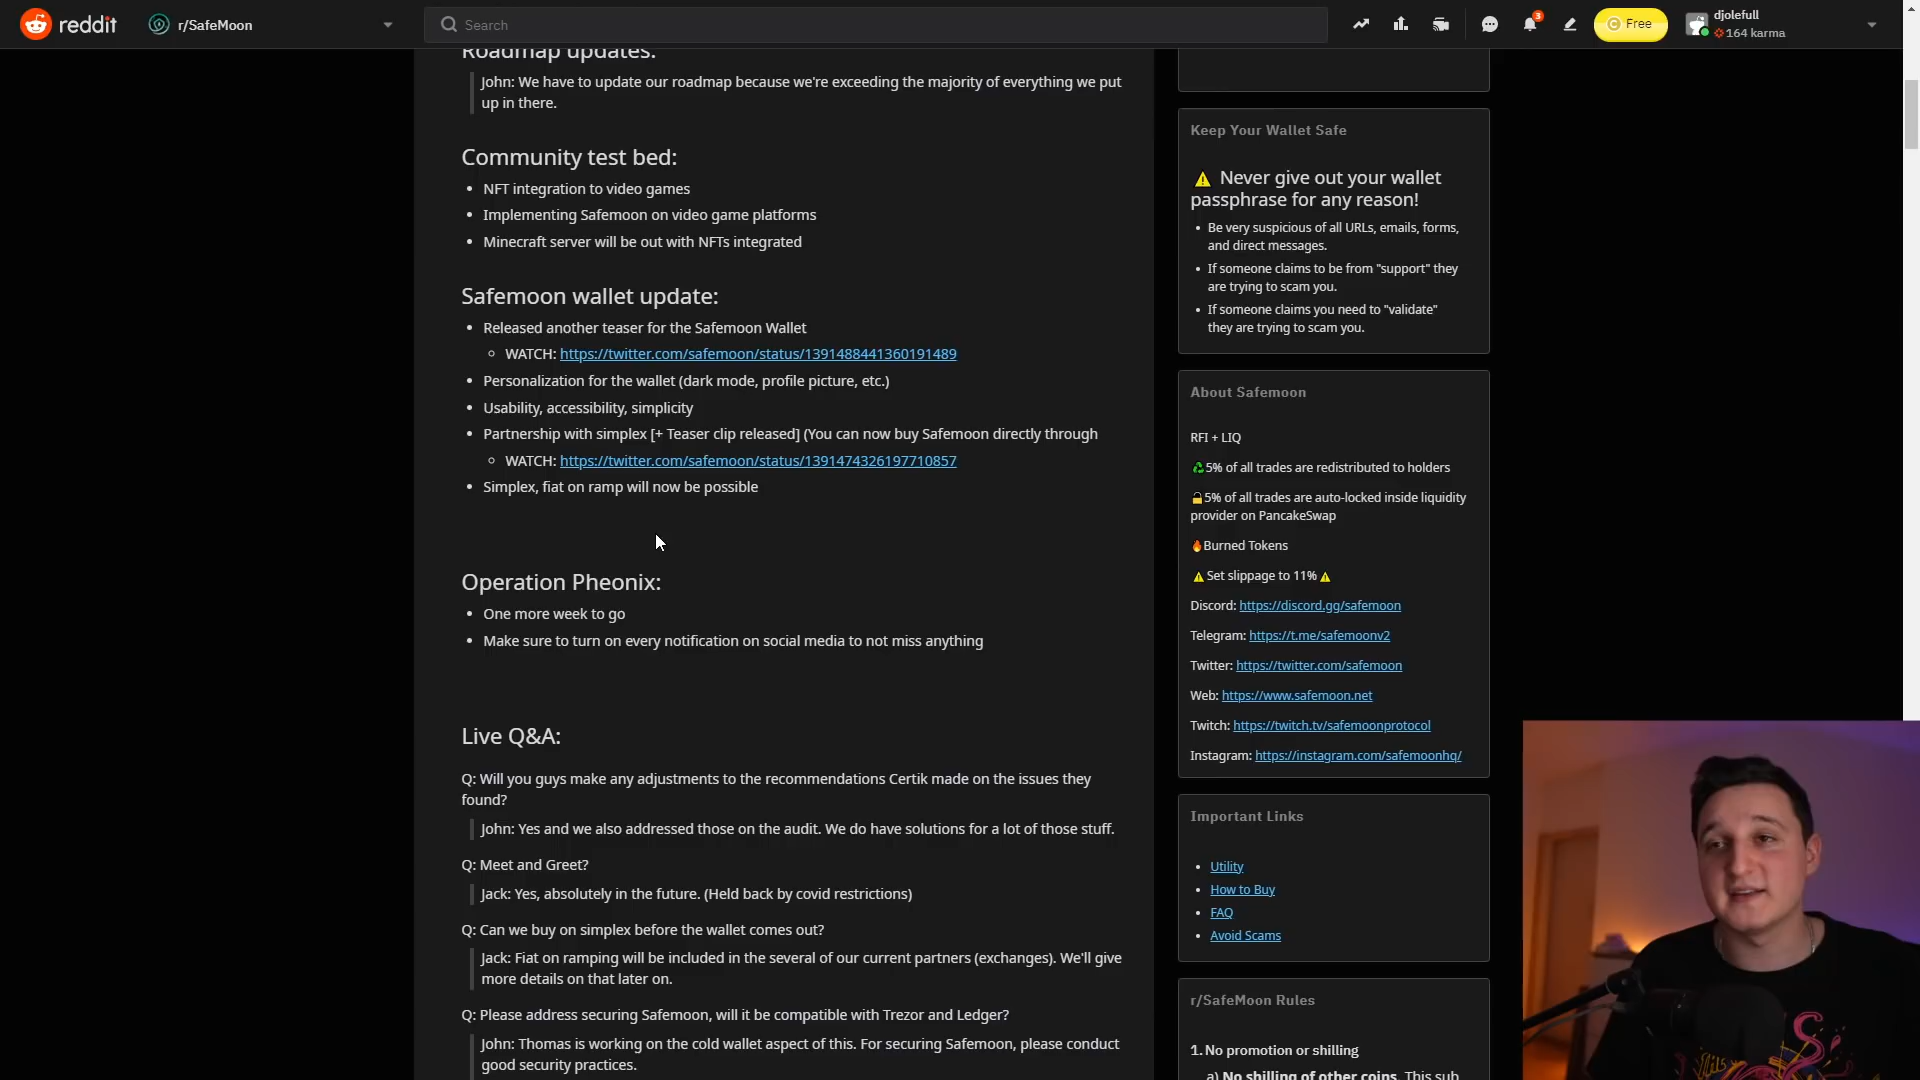 reddit
r/SafeMoon
Search
3
Free
djolefull
164 karma
Roadmap updates:
John: We have to update our roadmap because we're exceeding the majority of everything we put
up in there.
Community test bed:
• NFT integration to video games
• Implementing Safemoon on video game platforms
• Minecraft server will be out with NFTs integrated
Safemoon wallet update:
• Released another teaser for the Safemoon Wallet
◦ WATCH: https://twitter.com/safemoon/status/1391488441360191489
• Personalization for the wallet (dark mode, profile picture, etc.)
• Usability, accessibility, simplicity
• Partnership with simplex [+ Teaser clip released] (You can now buy Safemoon directly through
◦ WATCH: https://twitter.com/safemoon/status/1391474326197710857
• Simplex, fiat on ramp will now be possible
Operation Pheonix:
• One more week to go
• Make sure to turn on every notification on social media to not miss anything
Live Q&A:
Q: Will you guys make any adjustments to the recommendations Certik made on the issues they
found?
John: Yes and we also addressed those on the audit. We do have solutions for a lot of those stuff.
Q: Meet and Greet?
Jack: Yes, absolutely in the future. (Held back by covid restrictions)
Q: Can we buy on simplex before the wallet comes out?
Jack: Fiat on ramping will be included in the several of our current partners (exchanges). We'll give
more details on that later on.
Q: Please address securing Safemoon, will it be compatible with Trezor and Ledger?
John: Thomas is working on the cold wallet aspect of this. For securing Safemoon, please conduct
good security practices.
Keep Your Wallet Safe
⚠ Never give out your wallet
passphrase for any reason!
• Be very suspicious of all URLs, emails, forms,
and direct messages.
• If someone claims to be from "support" they
are trying to scam you.
• If someone claims you need to "validate"
they are trying to scam you.
About Safemoon
RFI + LIQ
♻5% of all trades are redistributed to holders
🔒5% of all trades are auto-locked inside liquidity
provider on PancakeSwap
🔥Burned Tokens
⚠Set slippage to 11%⚠
Discord: https://discord.gg/safemoon
Telegram: https://t.me/safemoonv2
Twitter: https://twitter.com/safemoon
Web: https://www.safemoon.net
Twitch: https://twitch.tv/safemoonprotocol
Instagram: https://instagram.com/safemoonhq/
Important Links
• Utility
• How to Buy
• FAQ
• Avoid Scams
r/SafeMoon Rules
1. No promotion or shilling
a) No shilling of other coins. This sub